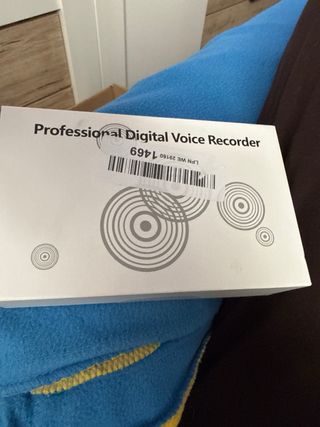 Professional Digital Voice Recorder
LPN WE 29160 1469